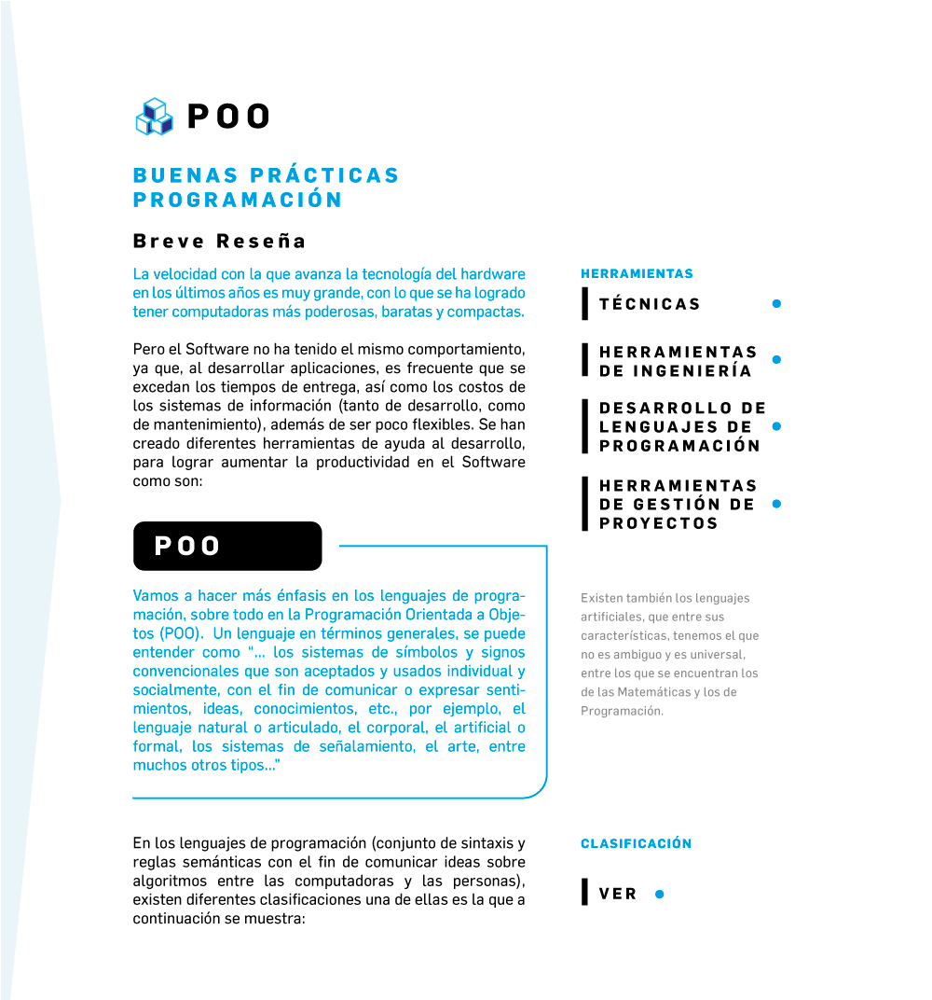 POO
BUENAS PRÁCTICAS
PROGRAMACIÓN
Breve Reseña
La velocidad con la que avanza la tecnología del hardware
en los últimos años es muy grande, con lo que se ha logrado
tener computadoras más poderosas, baratas y compactas.
Pero el Software no ha tenido el mismo comportamiento,
ya que, al desarrollar aplicaciones, es frecuente que se
excedan los tiempos de entrega, así como los costos de
los sistemas de información (tanto de desarrollo, como
de mantenimiento), además de ser poco flexibles. Se han
creado diferentes herramientas de ayuda al desarrollo,
para lograr aumentar la productividad en el Software
como son:
HERRAMIENTAS
TÉCNICAS
HERRAMIENTAS
DE INGENIERÍA
DESARROLLO DE
LENGUAJES DE
PROGRAMACIÓN
HERRAMIENTAS
DE GESTIÓN DE
PROYECTOS
POO
Vamos a hacer más énfasis en los lenguajes de progra-
mación, sobre todo en la Programación Orientada a Obje-
tos (POO).  Un lenguaje en términos generales, se puede
entender como “... los sistemas de símbolos y signos
convencionales que son aceptados y usados individual y
socialmente, con el fin de comunicar o expresar senti-
mientos, ideas, conocimientos, etc., por ejemplo, el
lenguaje natural o articulado, el corporal, el artificial o
formal, los sistemas de señalamiento, el arte, entre
muchos otros tipos...”
Existen también los lenguajes
artificiales, que entre sus
características, tenemos el que
no es ambiguo y es universal,
entre los que se encuentran los
de las Matemáticas y los de
Programación.
En los lenguajes de programación (conjunto de sintaxis y
reglas semánticas con el fin de comunicar ideas sobre
algoritmos entre las computadoras y las personas),
existen diferentes clasificaciones una de ellas es la que a
continuación se muestra:
CLASIFICACIÓN
VER